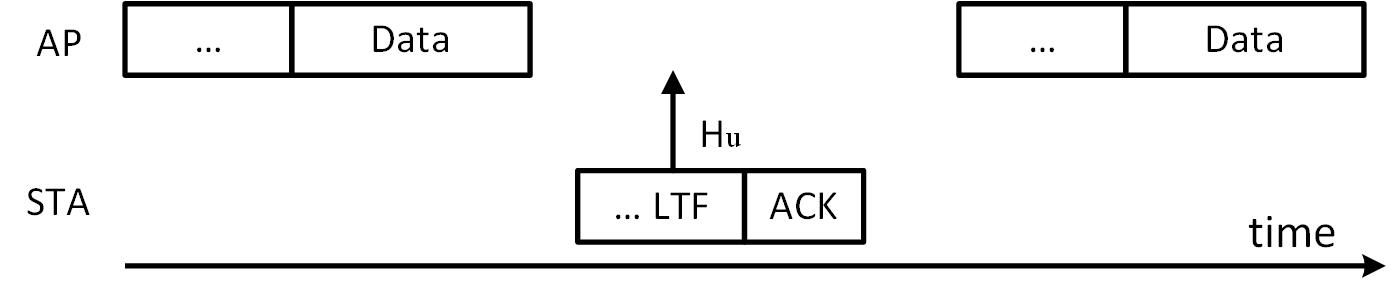 AP ... Data ... Data
Hu
STA ... LTF ACK
time